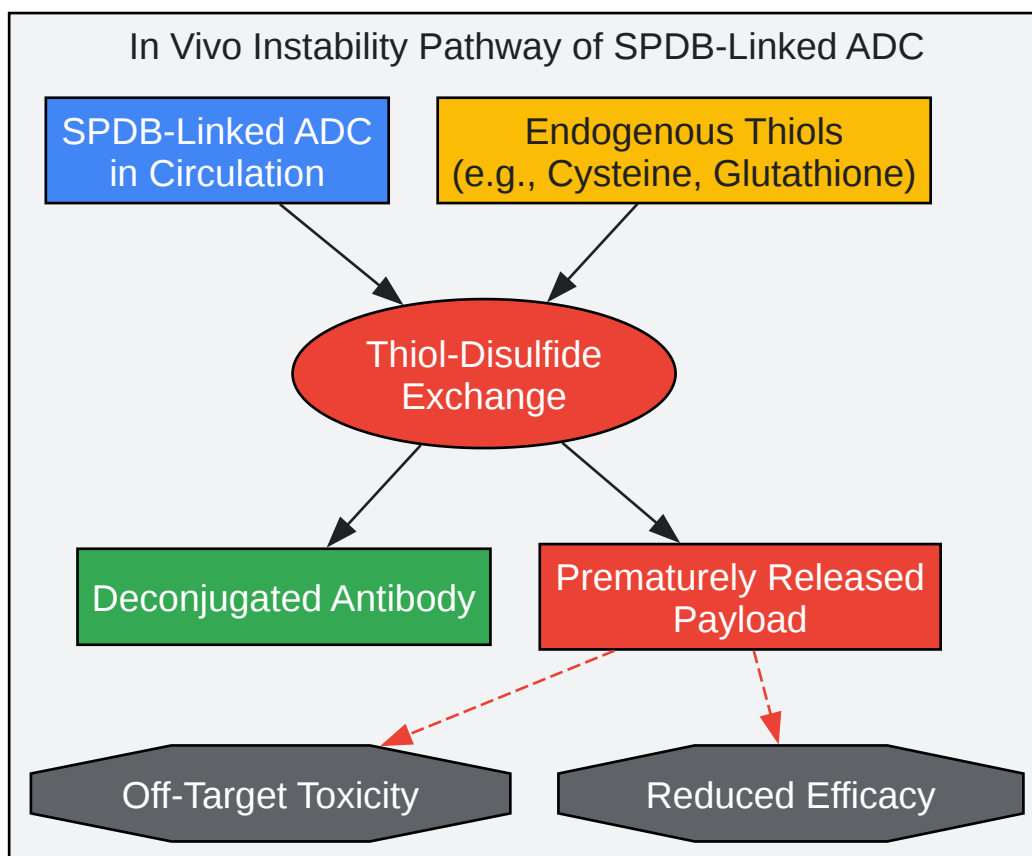 In Vivo Instability Pathway of SPDB-Linked ADC
SPDB-Linked ADC
in Circulation
Endogenous Thiols
(e.g., Cysteine, Glutathione)
Thiol-Disulfide
Exchange
Deconjugated Antibody
Prematurely Released
Payload
Off-Target Toxicity
Reduced Efficacy